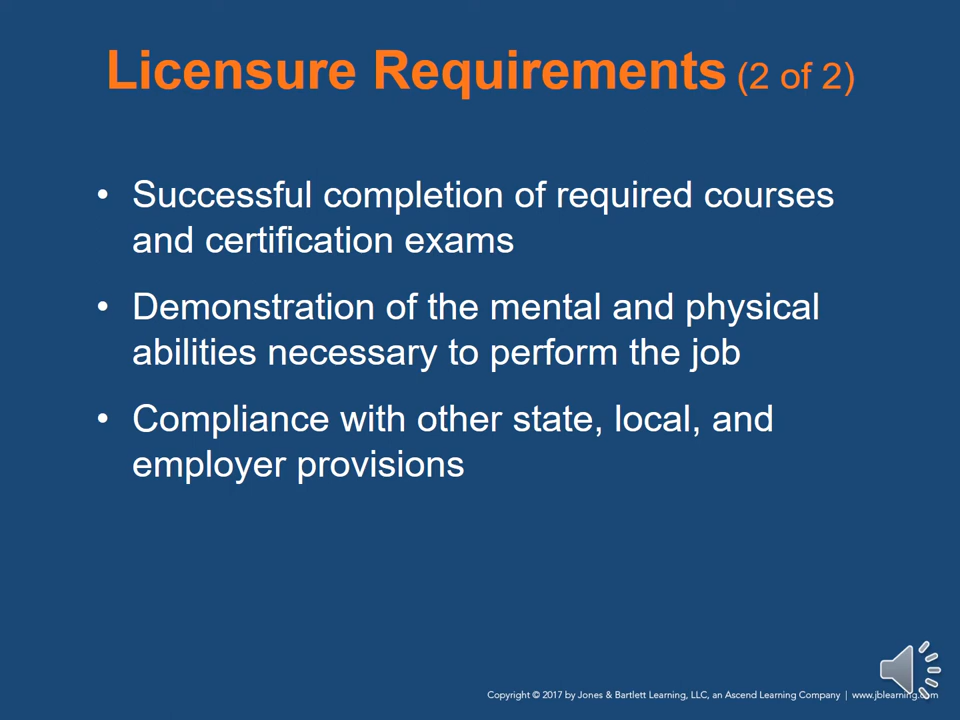 Licensure Requirements (2 of 2)
• Successful completion of required courses
and certification exams
• Demonstration of the mental and physical
abilities necessary to perform the job
• Compliance with other state, local, and
employer provisions
Copyright © 2017 by Jones & Bartlett Learning, LLC, an Ascend Learning Company | www.jblearning.com